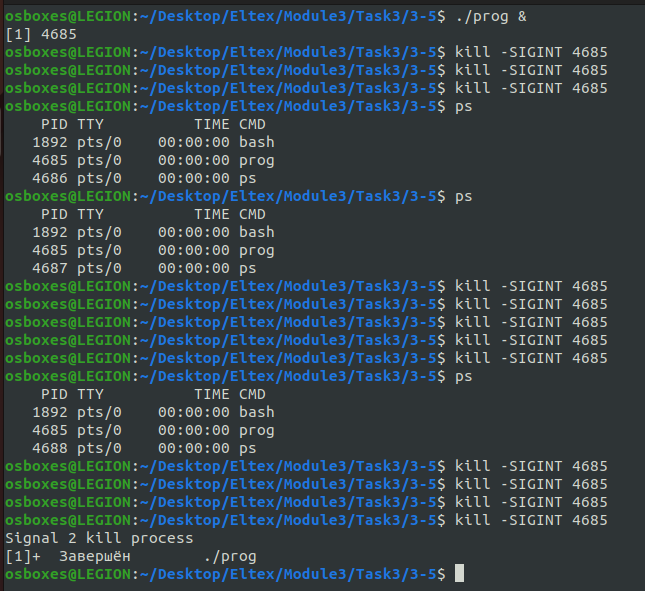 osboxes@LEGION:~/Desktop/Eltex/Module3/Task3/3-5$ ./prog &
[1] 4685
osboxes@LEGION:~/Desktop/Eltex/Module3/Task3/3-5$ kill -SIGINT 4685
osboxes@LEGION:~/Desktop/Eltex/Module3/Task3/3-5$ kill -SIGINT 4685
osboxes@LEGION:~/Desktop/Eltex/Module3/Task3/3-5$ kill -SIGINT 4685
osboxes@LEGION:~/Desktop/Eltex/Module3/Task3/3-5$ ps
    PID TTY          TIME CMD
   1892 pts/0    00:00:00 bash
   4685 pts/0    00:00:00 prog
   4686 pts/0    00:00:00 ps
osboxes@LEGION:~/Desktop/Eltex/Module3/Task3/3-5$ ps
    PID TTY          TIME CMD
   1892 pts/0    00:00:00 bash
   4685 pts/0    00:00:00 prog
   4687 pts/0    00:00:00 ps
osboxes@LEGION:~/Desktop/Eltex/Module3/Task3/3-5$ kill -SIGINT 4685
osboxes@LEGION:~/Desktop/Eltex/Module3/Task3/3-5$ kill -SIGINT 4685
osboxes@LEGION:~/Desktop/Eltex/Module3/Task3/3-5$ kill -SIGINT 4685
osboxes@LEGION:~/Desktop/Eltex/Module3/Task3/3-5$ kill -SIGINT 4685
osboxes@LEGION:~/Desktop/Eltex/Module3/Task3/3-5$ kill -SIGINT 4685
osboxes@LEGION:~/Desktop/Eltex/Module3/Task3/3-5$ ps
    PID TTY          TIME CMD
   1892 pts/0    00:00:00 bash
   4685 pts/0    00:00:00 prog
   4688 pts/0    00:00:00 ps
osboxes@LEGION:~/Desktop/Eltex/Module3/Task3/3-5$ kill -SIGINT 4685
osboxes@LEGION:~/Desktop/Eltex/Module3/Task3/3-5$ kill -SIGINT 4685
osboxes@LEGION:~/Desktop/Eltex/Module3/Task3/3-5$ kill -SIGINT 4685
osboxes@LEGION:~/Desktop/Eltex/Module3/Task3/3-5$ kill -SIGINT 4685
Signal 2 kill process
[1]+  Завершён        ./prog
osboxes@LEGION:~/Desktop/Eltex/Module3/Task3/3-5$